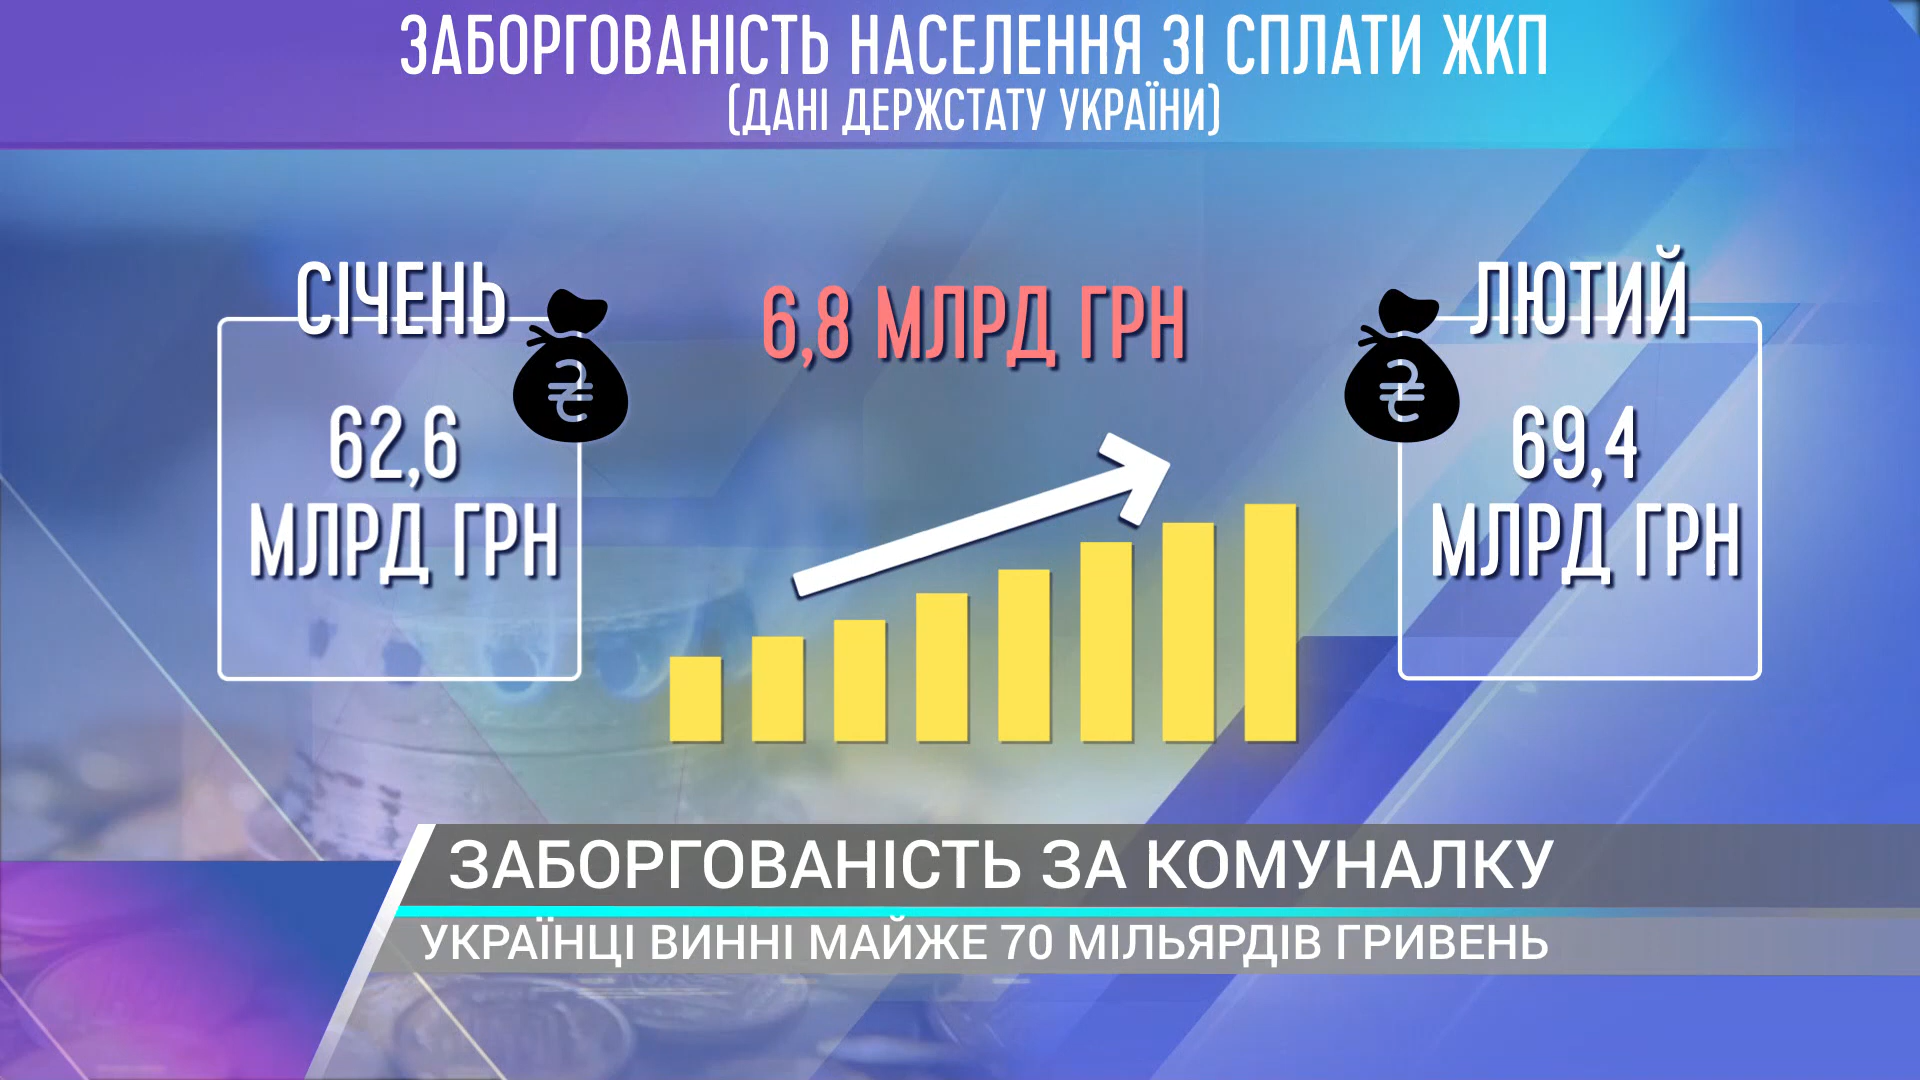 ЗАБОРГОВАНІСТЬ НАСЕЛЕННЯ ЗІ СПЛАТИ ЖКП
(ДАНІ ДЕРЖСТАТУ УКРАЇНИ)
СІЧЕНЬ
62,6
МЛРД ГРН
6,8 МЛРД ГРН
ЛЮТИЙ
69,4
МЛРД ГРН
ЗАБОРГОВАНІСТЬ ЗА КОМУНАЛКУ
УКРАЇНЦІ ВИННІ МАЙЖЕ 70 МІЛЬЯРДІВ ГРИВЕНЬ